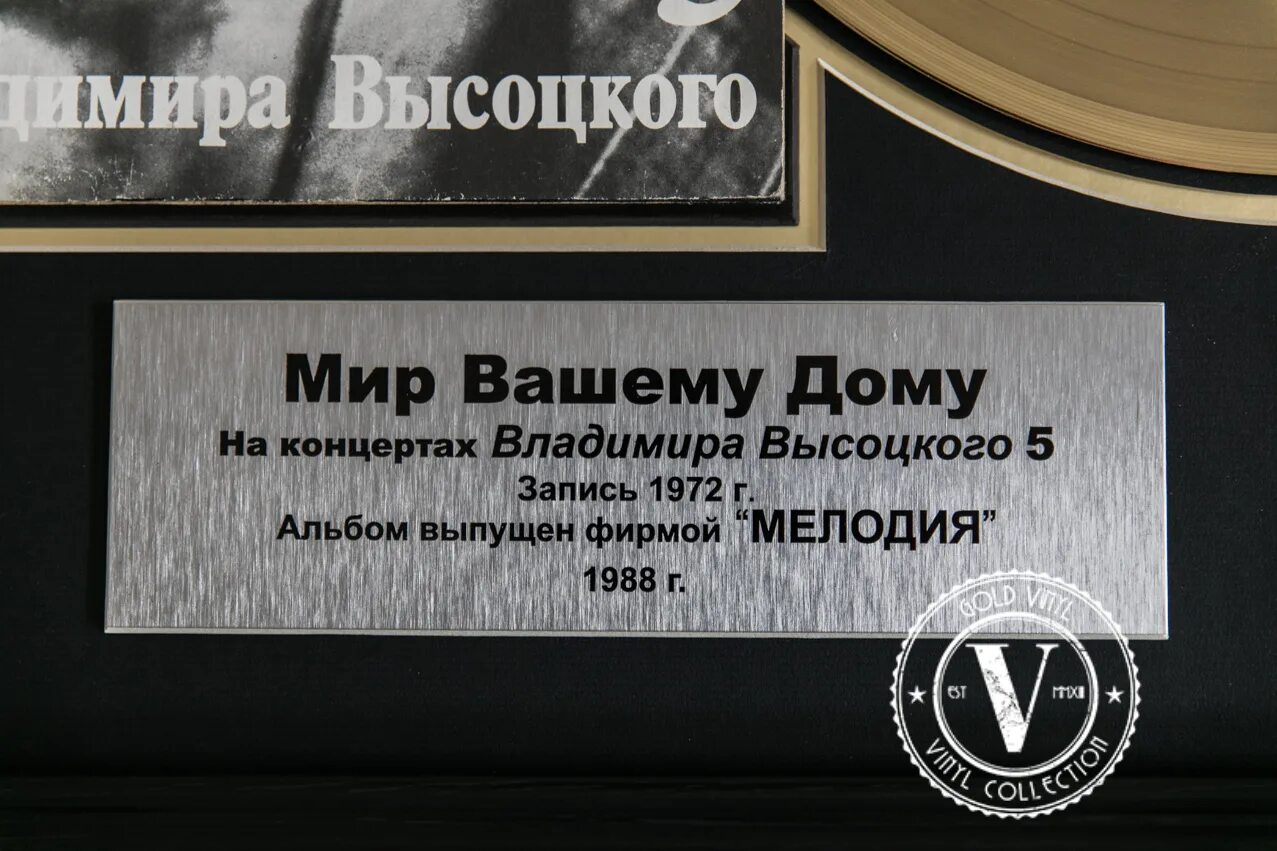 димира Высоцкого
Мир Вашему Дому
На концертах Владимира Высоцкого 5
Запись 1972 г.
Альбом выпущен фирмой “МЕЛОДИЯ”
1988 г.
GOLD VINYL
EST V MMXII
VINYL COLLECTION